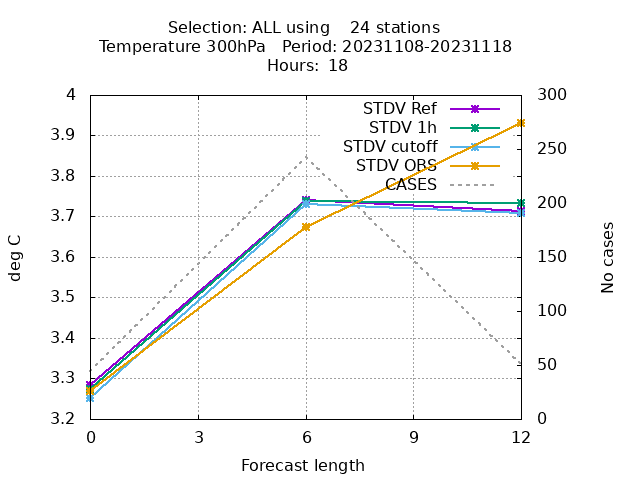 Selection: ALL using    24 stations
Temperature 300hPa   Period: 20231108-20231118
Hours:  18
4
3.9
3.8
3.7
3.6
3.5
3.4
3.3
3.2
300
250
200
150
100
50
0
STDV Ref
STDV 1h
STDV cutoff
STDV OBS
CASES
deg C
No cases
0 3 6 9 12
Forecast length